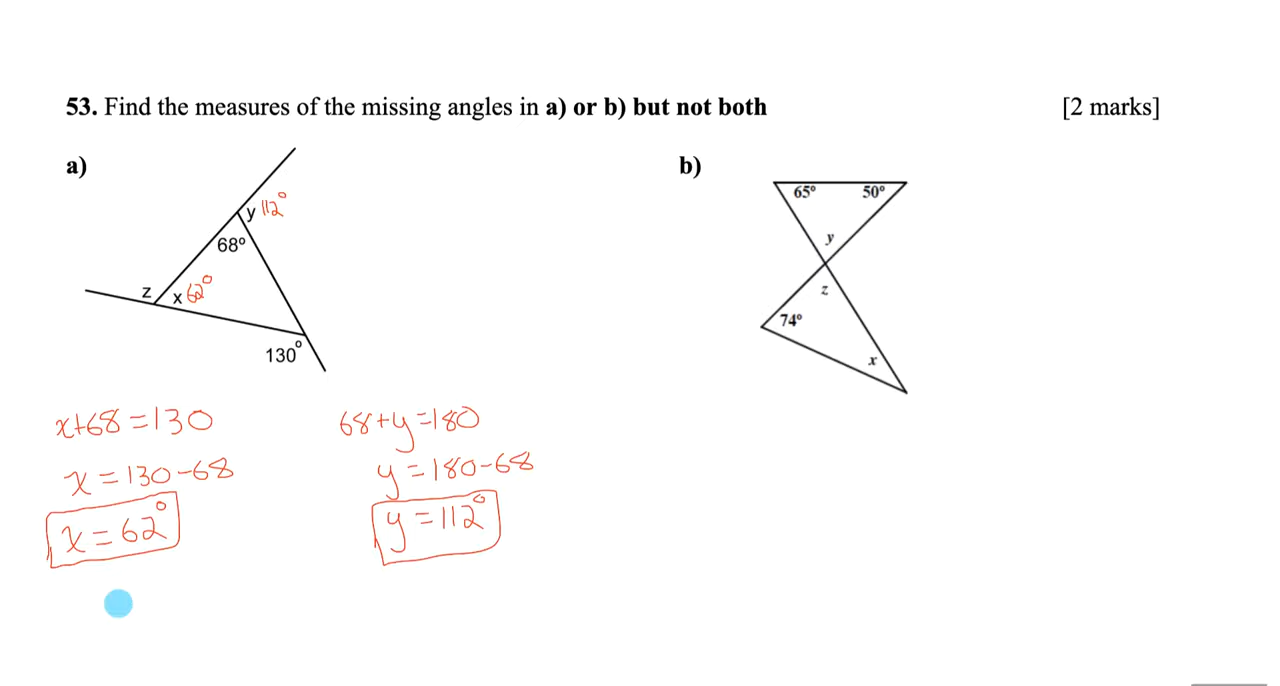 53. Find the measures of the missing angles in a) or b) but not both [2 marks]
a)
y 112°
68°
z x 62°
130°
b)
65° 50°
y
z
74°
x
x+68=130
x=130-68
x=62°
68+y=180
y=180-68
y=112°